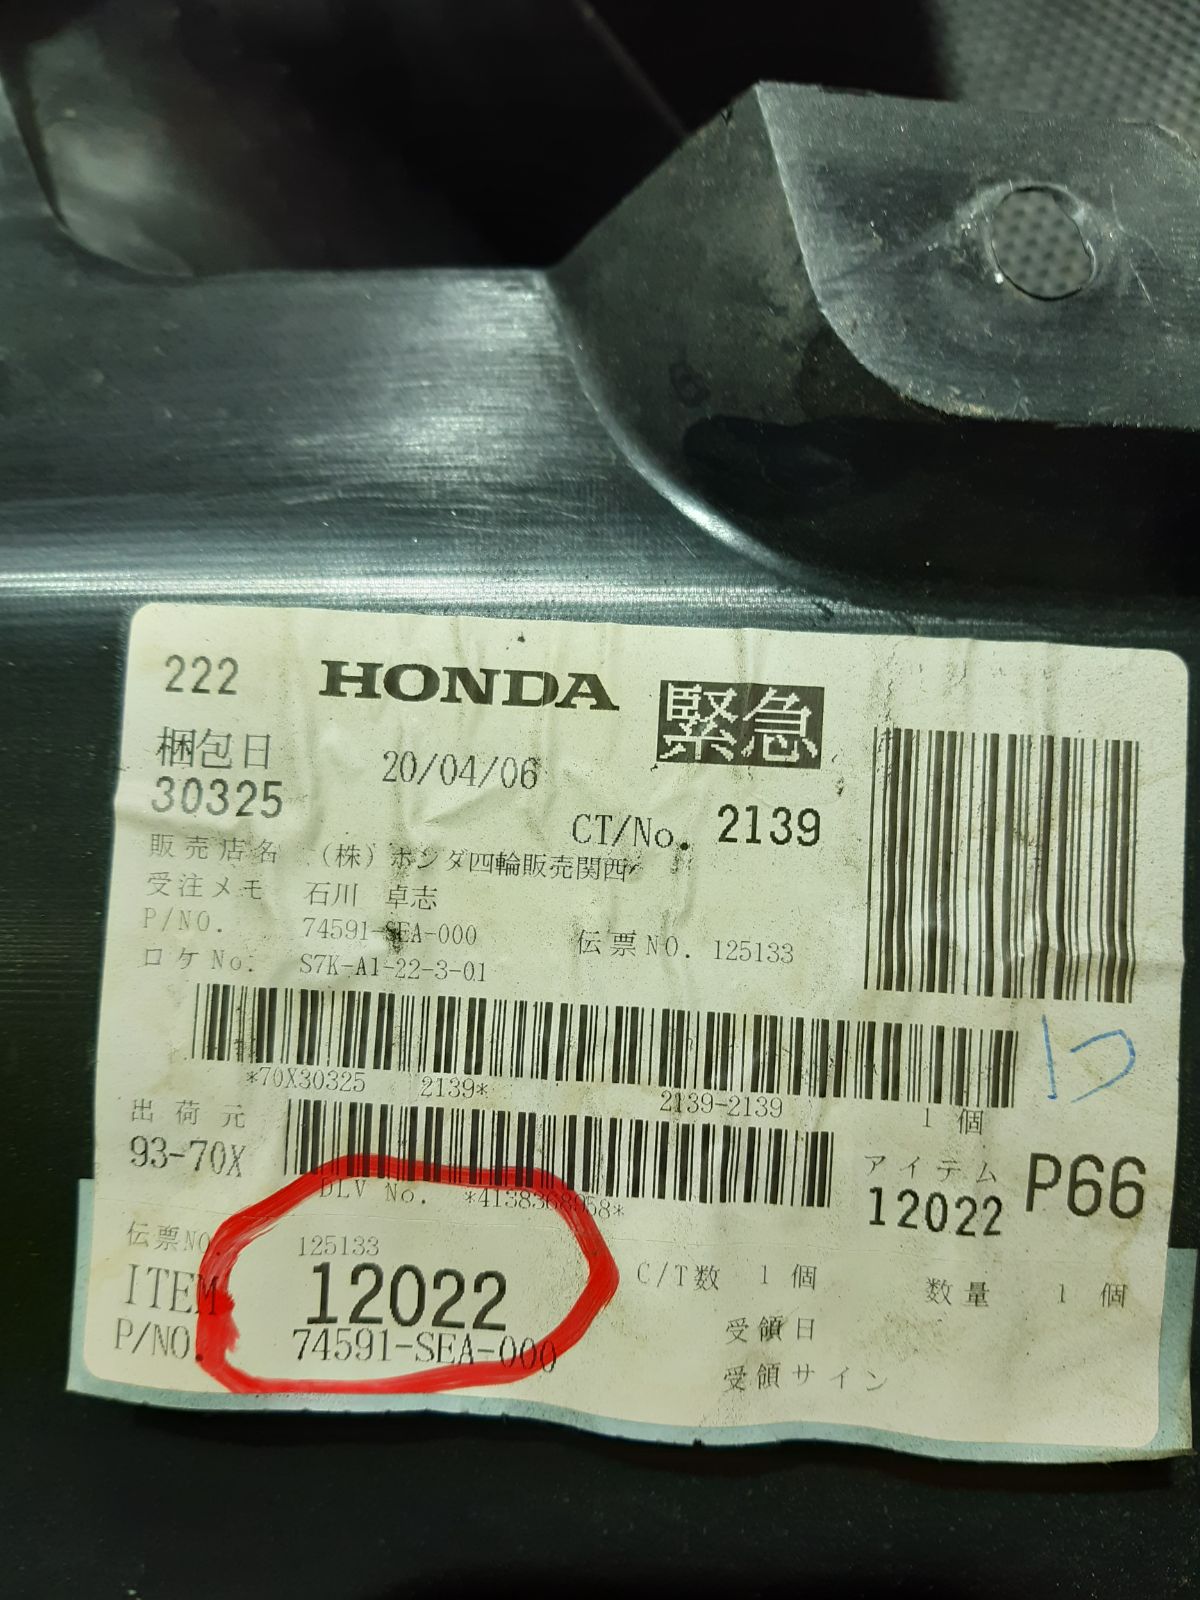 222 HONDA 緊急
梱包日 20/04/06
30325 CT/No. 2139
販売店名 (株)ホンダ四輪販売関西
受注メモ 石川 卓志
P/NO. 74591-SEA-000 伝票NO. 125133
ロケNo. S7K-A1-22-3-01
*70X30325 2139* 2139-2139 1個
出荷元
93-70X アイテム 12022 P66
DLV No. *4138368958*
伝票NO. 125133
ITEM 12022 C/T数 1個 数量 1個
P/NO. 74591-SEA-000 受領日
受領サイン